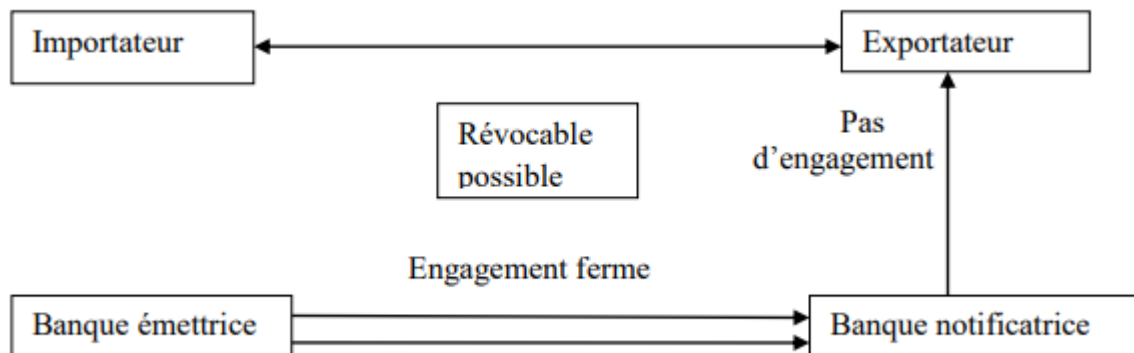 Importateur
Exportateur
Révocable
possible
Pas
d’engagement
Engagement ferme
Banque émettrice
Banque notificatrice